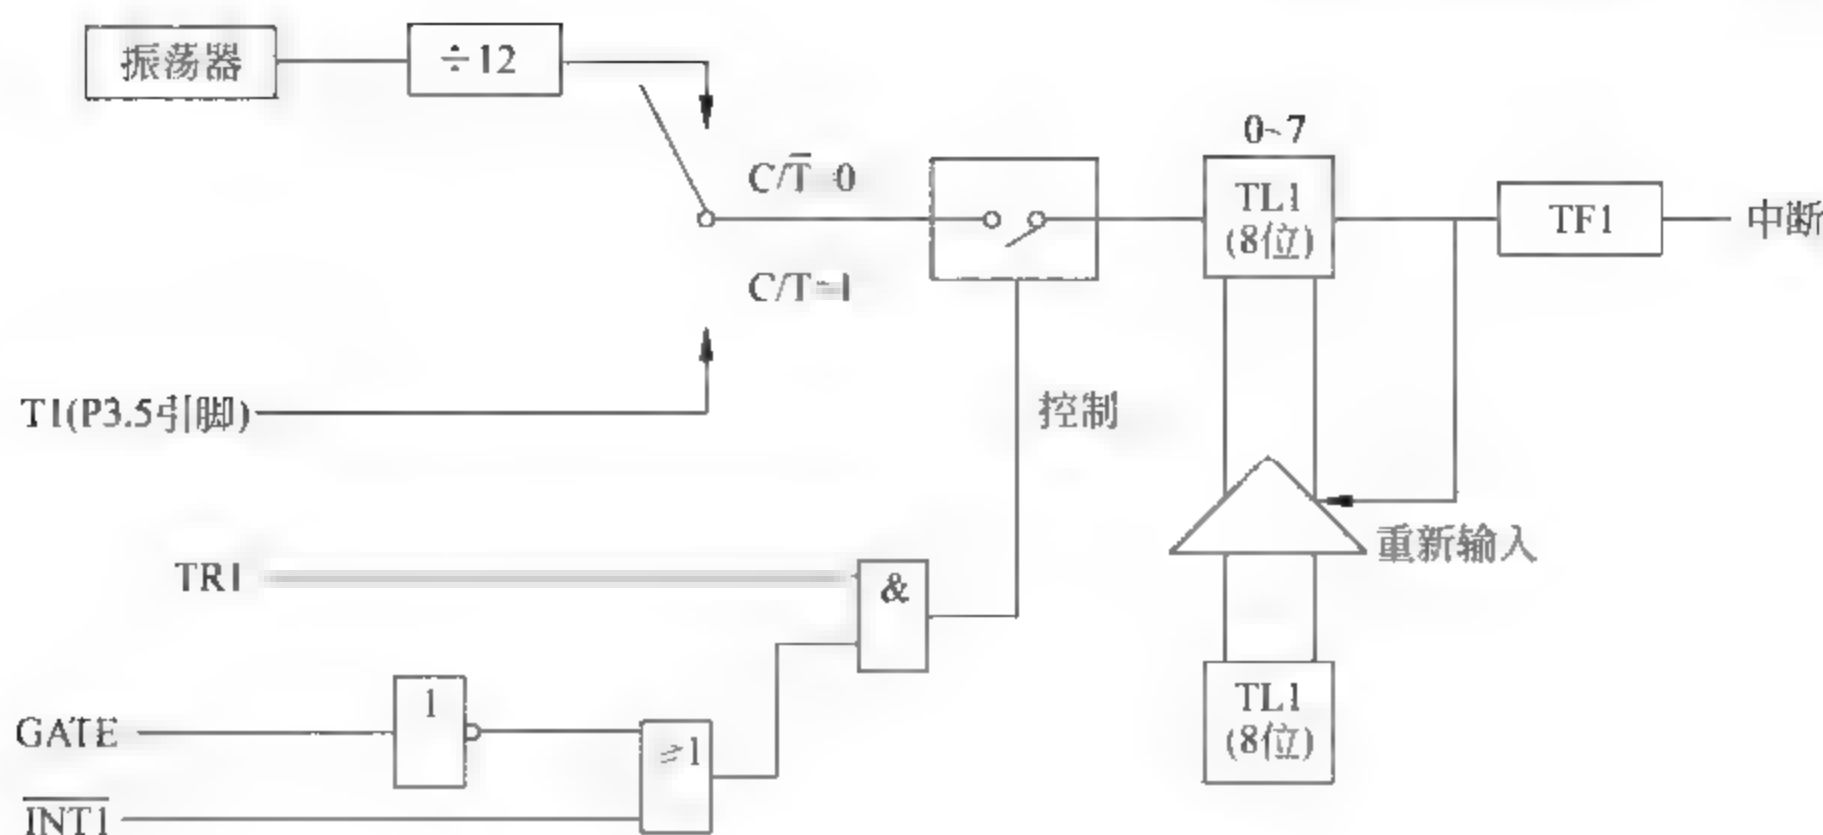 振荡器
÷12
0~7
C/T̅=0
TL1
(8位)
TF1
中断
C/T=1
T1(P3.5引脚)
控制
TR1
&
重新输入
GATE
1
≥1
TL1
(8位)
I̅N̅T̅1̅